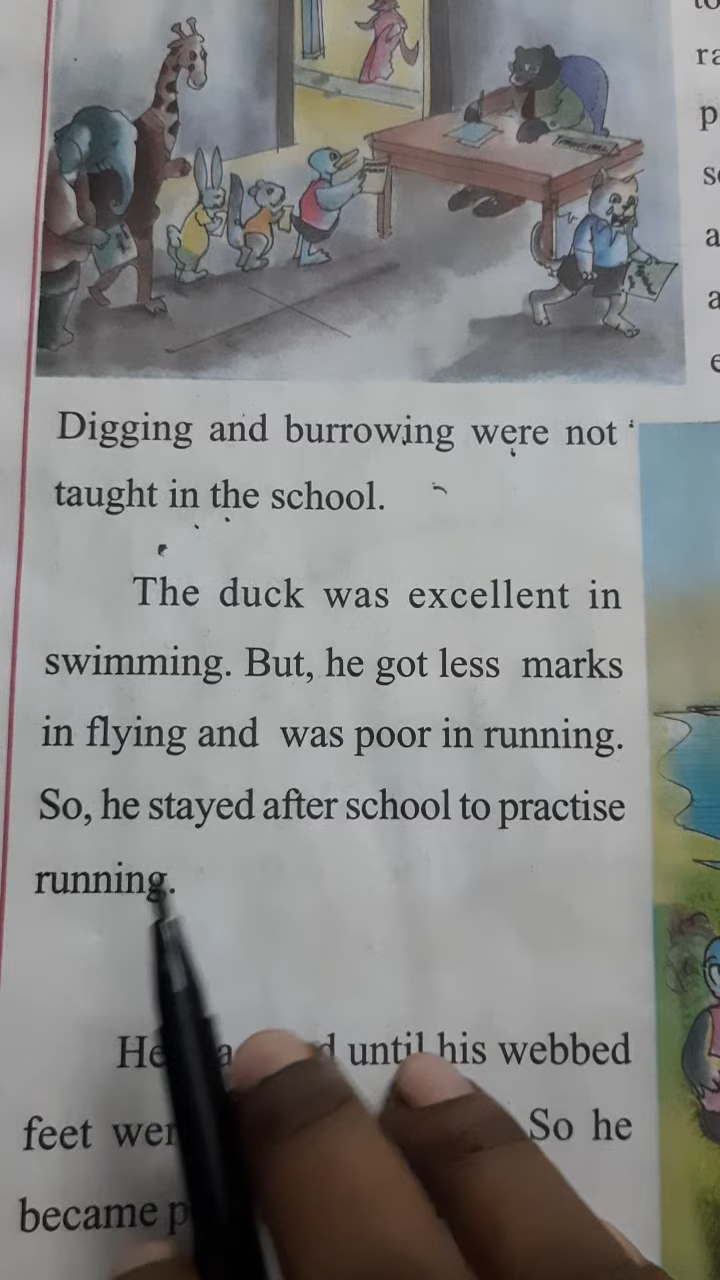 Digging and burrowing were not
taught in the school.
The duck was excellent in
swimming. But, he got less marks
in flying and was poor in running.
So, he stayed after school to practise
running.
He until his webbed
feet So he
became